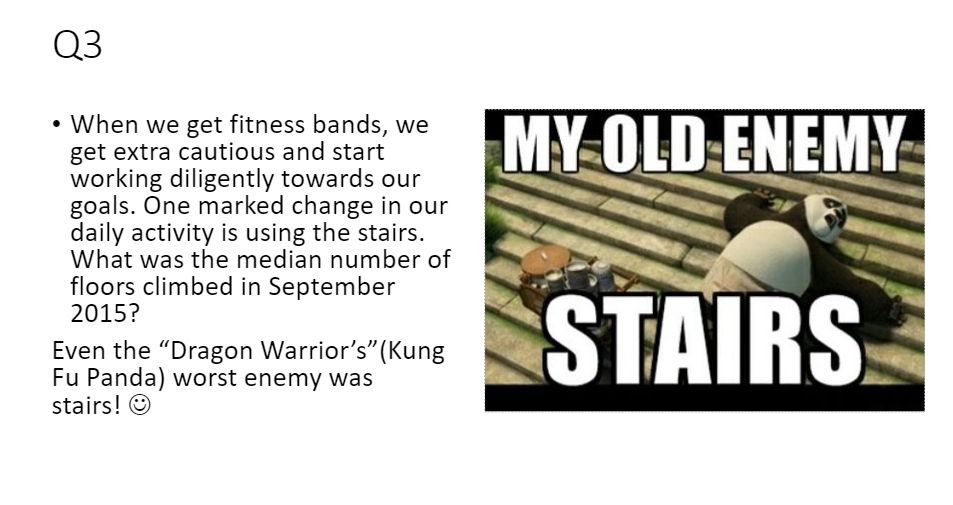 Q3
• When we get fitness bands, we
get extra cautious and start
working diligently towards our
goals. One marked change in our
daily activity is using the stairs.
What was the median number of
floors climbed in September
2015?
Even the “Dragon Warrior’s”(Kung
Fu Panda) worst enemy was
stairs! ☺
MY OLD ENEMY
STAIRS